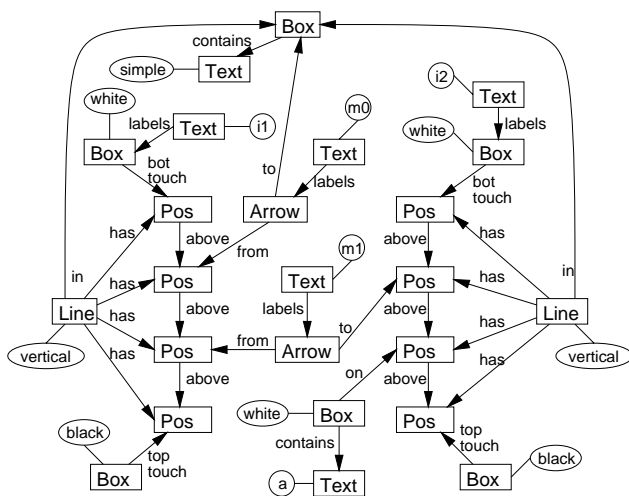 Box
contains
simple
Text
white
i2
Text
m0
labels
Text
i1
labels
white
Box
Text
Box
bot
touch
to
labels
bot
touch
Pos
Arrow
Pos
has
above
from
m1
above
has
in
Pos
Text
Pos
has
in
has
above
labels
to
above
Line
has
has
Line
vertical
has
Pos
from
Arrow
Pos
has
vertical
above
on
above
black
Pos
white
Box
Pos
top
touch
contains
top
touch
Box
a
Text
Box
black